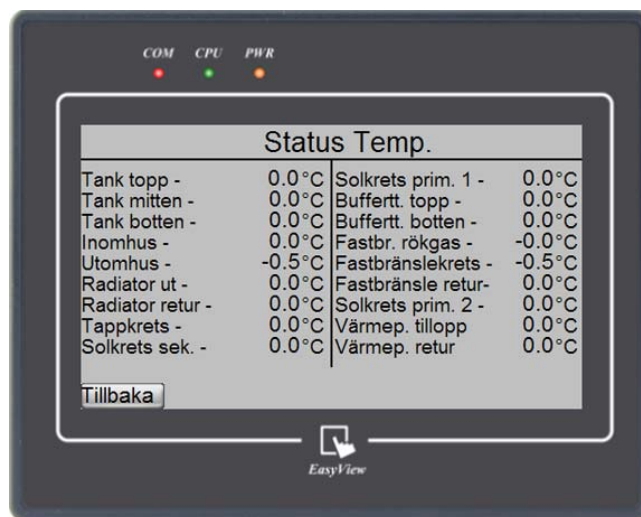 COM CPU PWR
Status Temp.
Tank topp - 0.0°C Solkrets prim. 1 - 0.0°C
Tank mitten - 0.0°C Buffertt. topp - 0.0°C
Tank botten - 0.0°C Buffertt. botten - 0.0°C
Inomhus - 0.0°C Fastbr. rökgas - -0.0°C
Utomhus - -0.5°C Fastbränslekrets - -0.5°C
Radiator ut - 0.0°C Fastbränsle retur- 0.0°C
Radiator retur - 0.0°C Solkrets prim. 2 - 0.0°C
Tappkrets - 0.0°C Värmep. tillopp 0.0°C
Solkrets sek. - 0.0°C Värmep. retur 0.0°C
Tillbaka
EasyView